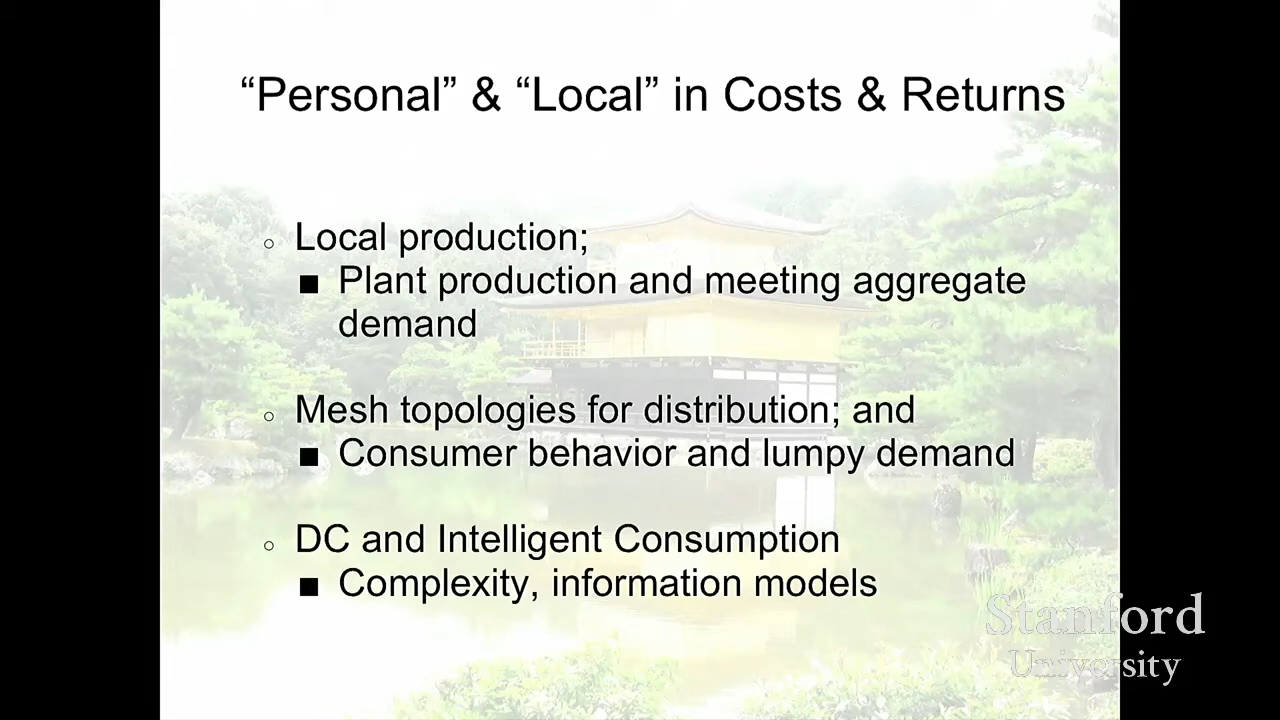 “Personal” & “Local” in Costs & Returns
○ Local production;
■ Plant production and meeting aggregate
demand
○ Mesh topologies for distribution; and
■ Consumer behavior and lumpy demand
○ DC and Intelligent Consumption
■ Complexity, information models
Stanford
University